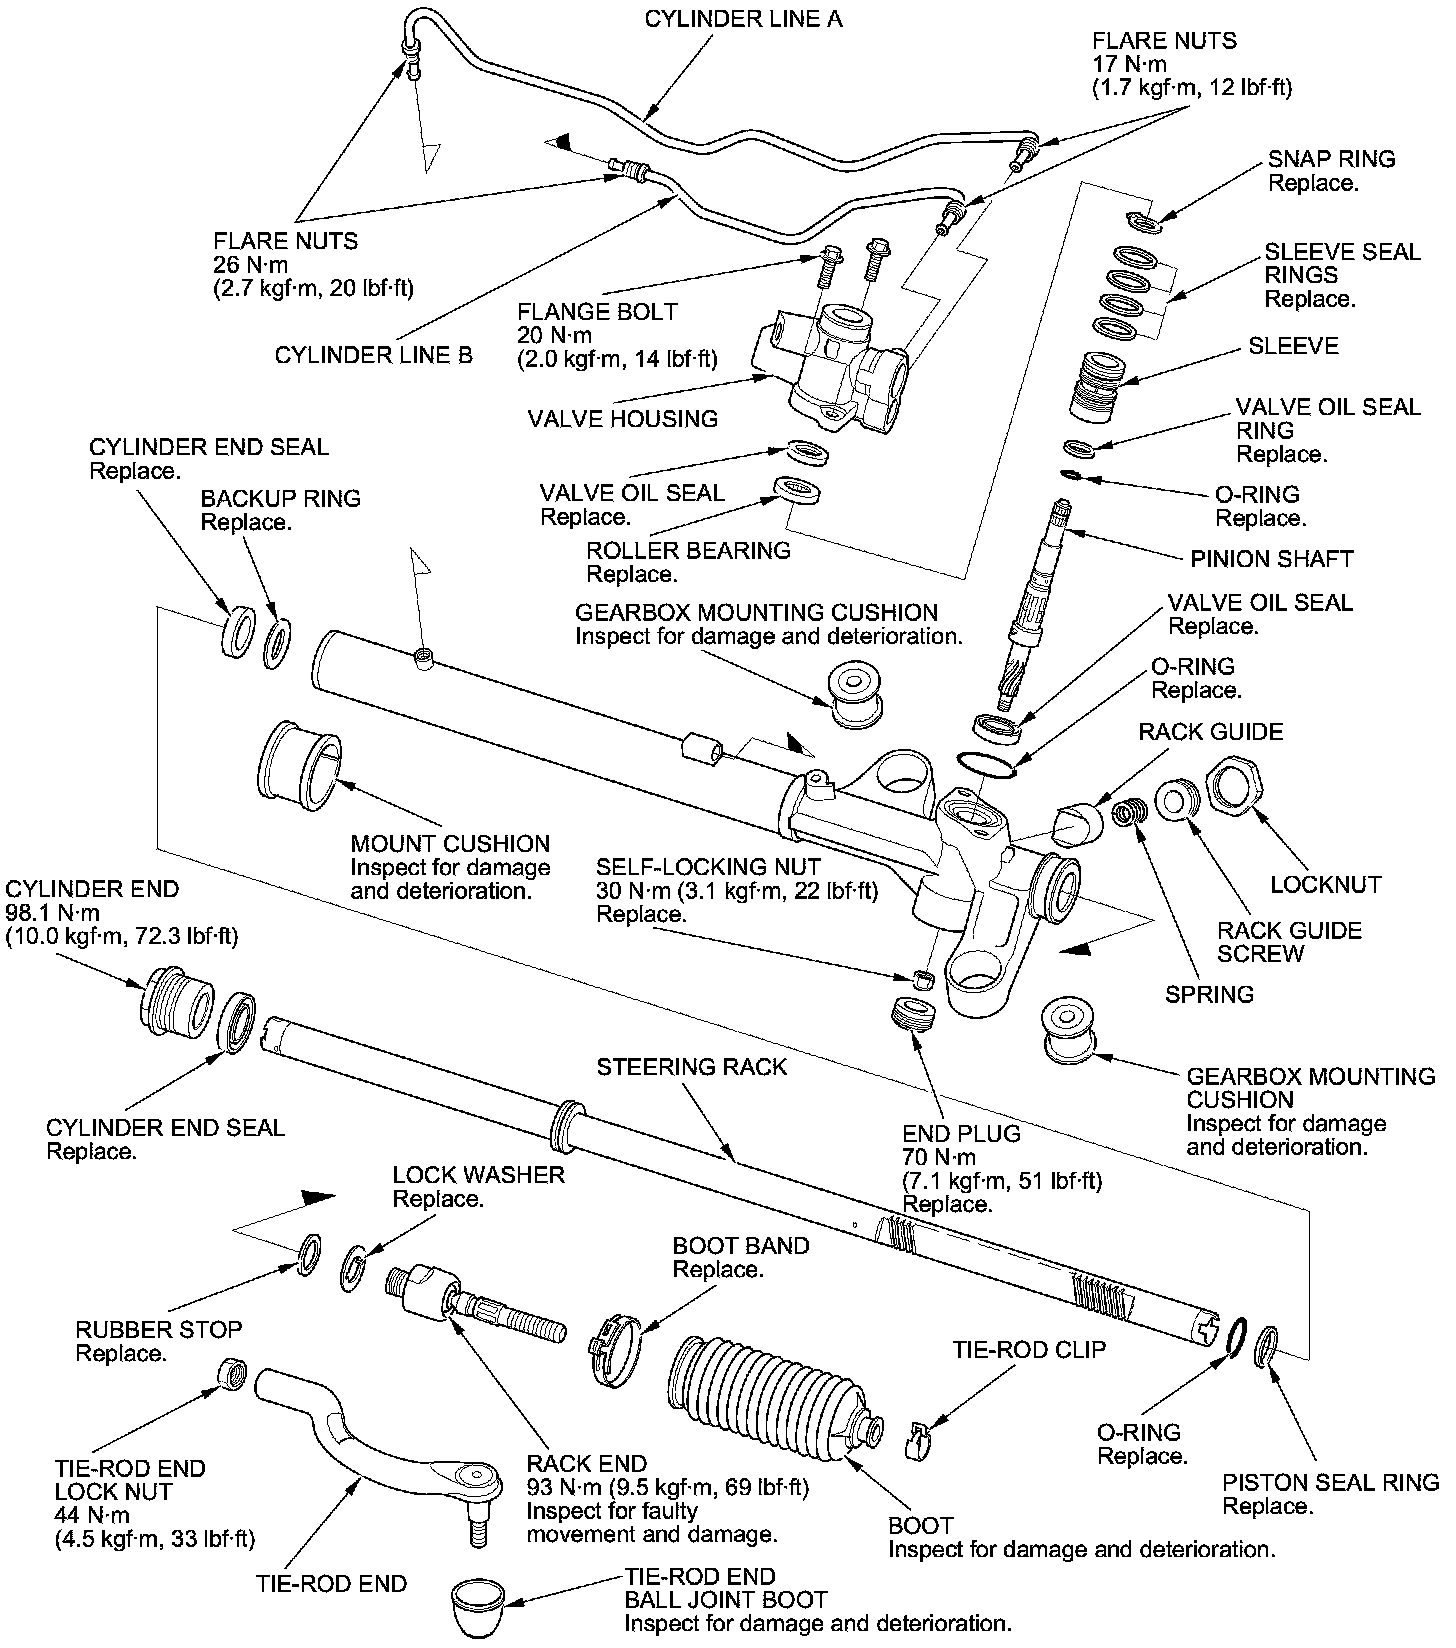 CYLINDER LINE A
FLARE NUTS
17 N·m
(1.7 kgf·m, 12 lbf·ft)
SNAP RING
Replace.
FLARE NUTS
26 N·m
(2.7 kgf·m, 20 lbf·ft)
SLEEVE SEAL
RINGS
Replace.
FLANGE BOLT
20 N·m
(2.0 kgf·m, 14 lbf·ft)
CYLINDER LINE B
SLEEVE
VALVE HOUSING
VALVE OIL SEAL
RING
Replace.
CYLINDER END SEAL
Replace.
BACKUP RING
Replace.
VALVE OIL SEAL
Replace.
O-RING
Replace.
ROLLER BEARING
Replace.
PINION SHAFT
GEARBOX MOUNTING CUSHION
Inspect for damage and deterioration.
VALVE OIL SEAL
Replace.
O-RING
Replace.
RACK GUIDE
MOUNT CUSHION
Inspect for damage
and deterioration.
SELF-LOCKING NUT
30 N·m (3.1 kgf·m, 22 lbf·ft)
Replace.
LOCKNUT
CYLINDER END
98.1 N·m
(10.0 kgf·m, 72.3 lbf·ft)
RACK GUIDE
SCREW
SPRING
STEERING RACK
GEARBOX MOUNTING
CUSHION
Inspect for damage
and deterioration.
CYLINDER END SEAL
Replace.
END PLUG
70 N·m
(7.1 kgf·m, 51 lbf·ft)
Replace.
LOCK WASHER
Replace.
BOOT BAND
Replace.
RUBBER STOP
Replace.
TIE-ROD CLIP
O-RING
Replace.
TIE-ROD END
LOCK NUT
44 N·m
(4.5 kgf·m, 33 lbf·ft)
RACK END
93 N·m (9.5 kgf·m, 69 lbf·ft)
Inspect for faulty
movement and damage.
PISTON SEAL RING
Replace.
BOOT
Inspect for damage and deterioration.
TIE-ROD END
TIE-ROD END
BALL JOINT BOOT
Inspect for damage and deterioration.